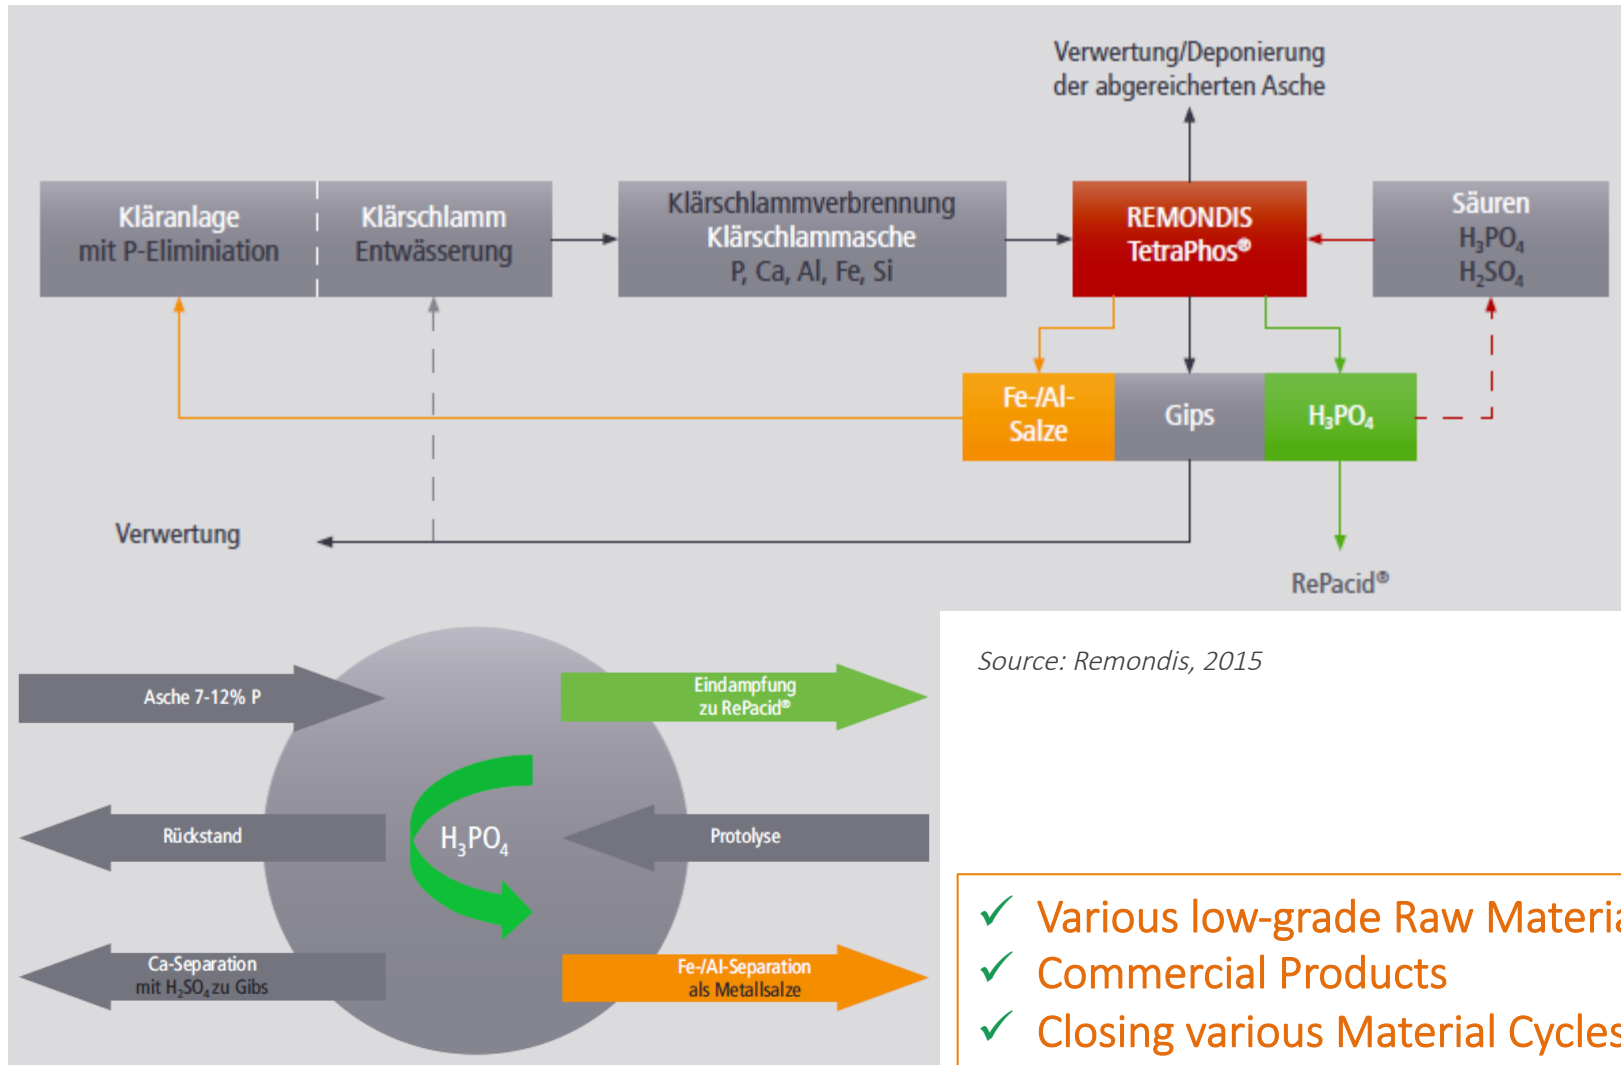 Verwertung/Deponierung
der abgereicherten Asche
Kläranlage
mit P-Eliminiation
Klärschlamm
Entwässerung
Klärschlammverbrennung
Klärschlammasche
P, Ca, Al, Fe, Si
REMONDIS
TetraPhos®
Säuren
H₃PO₄
H₂SO₄
Fe-/Al-
Salze
Gips
H₃PO₄
Verwertung
RePacid®
Asche 7-12% P
Eindampfung
zu RePacid®
Rückstand
H₃PO₄
Protolyse
Ca-Separation
mit H₂SO₄ zu Gibs
Fe-/Al-Separation
als Metallsalze
Source: Remondis, 2015
✓ Various low-grade Raw Materia
✓ Commercial Products
✓ Closing various Material Cycles